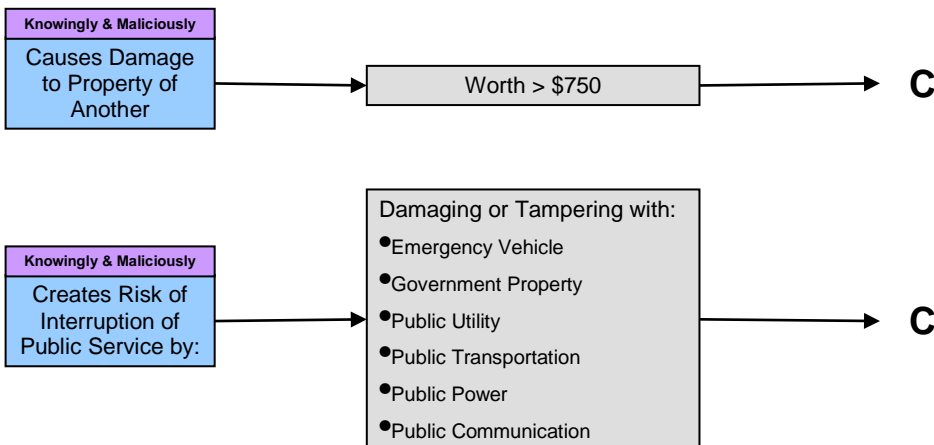 Knowingly & Maliciously
Causes Damage
to Property of
Another
Worth > $750
C
Knowingly & Maliciously
Creates Risk of
Interruption of
Public Service by:
Damaging or Tampering with:
•Emergency Vehicle
•Government Property
•Public Utility
•Public Transportation
•Public Power
•Public Communication
C